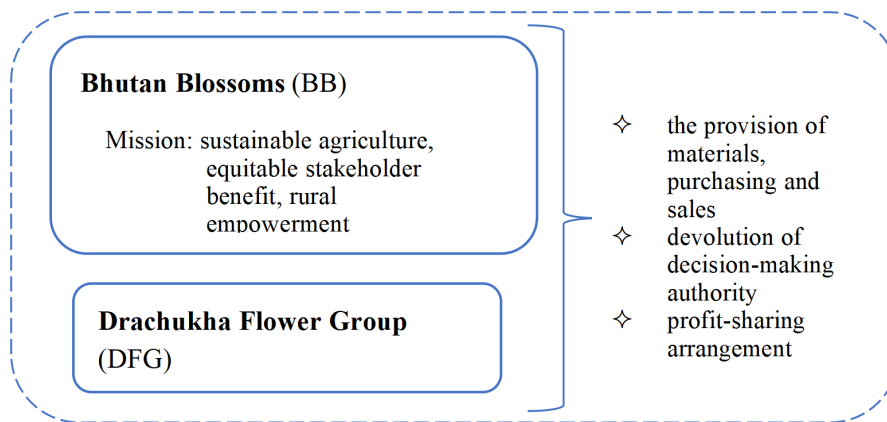 Bhutan Blossoms (BB)
Mission: sustainable agriculture,
equitable stakeholder
benefit, rural
empowerment
Drachukha Flower Group
(DFG)
✧ the provision of
materials,
purchasing and
sales
✧ devolution of
decision-making
authority
✧ profit-sharing
arrangement